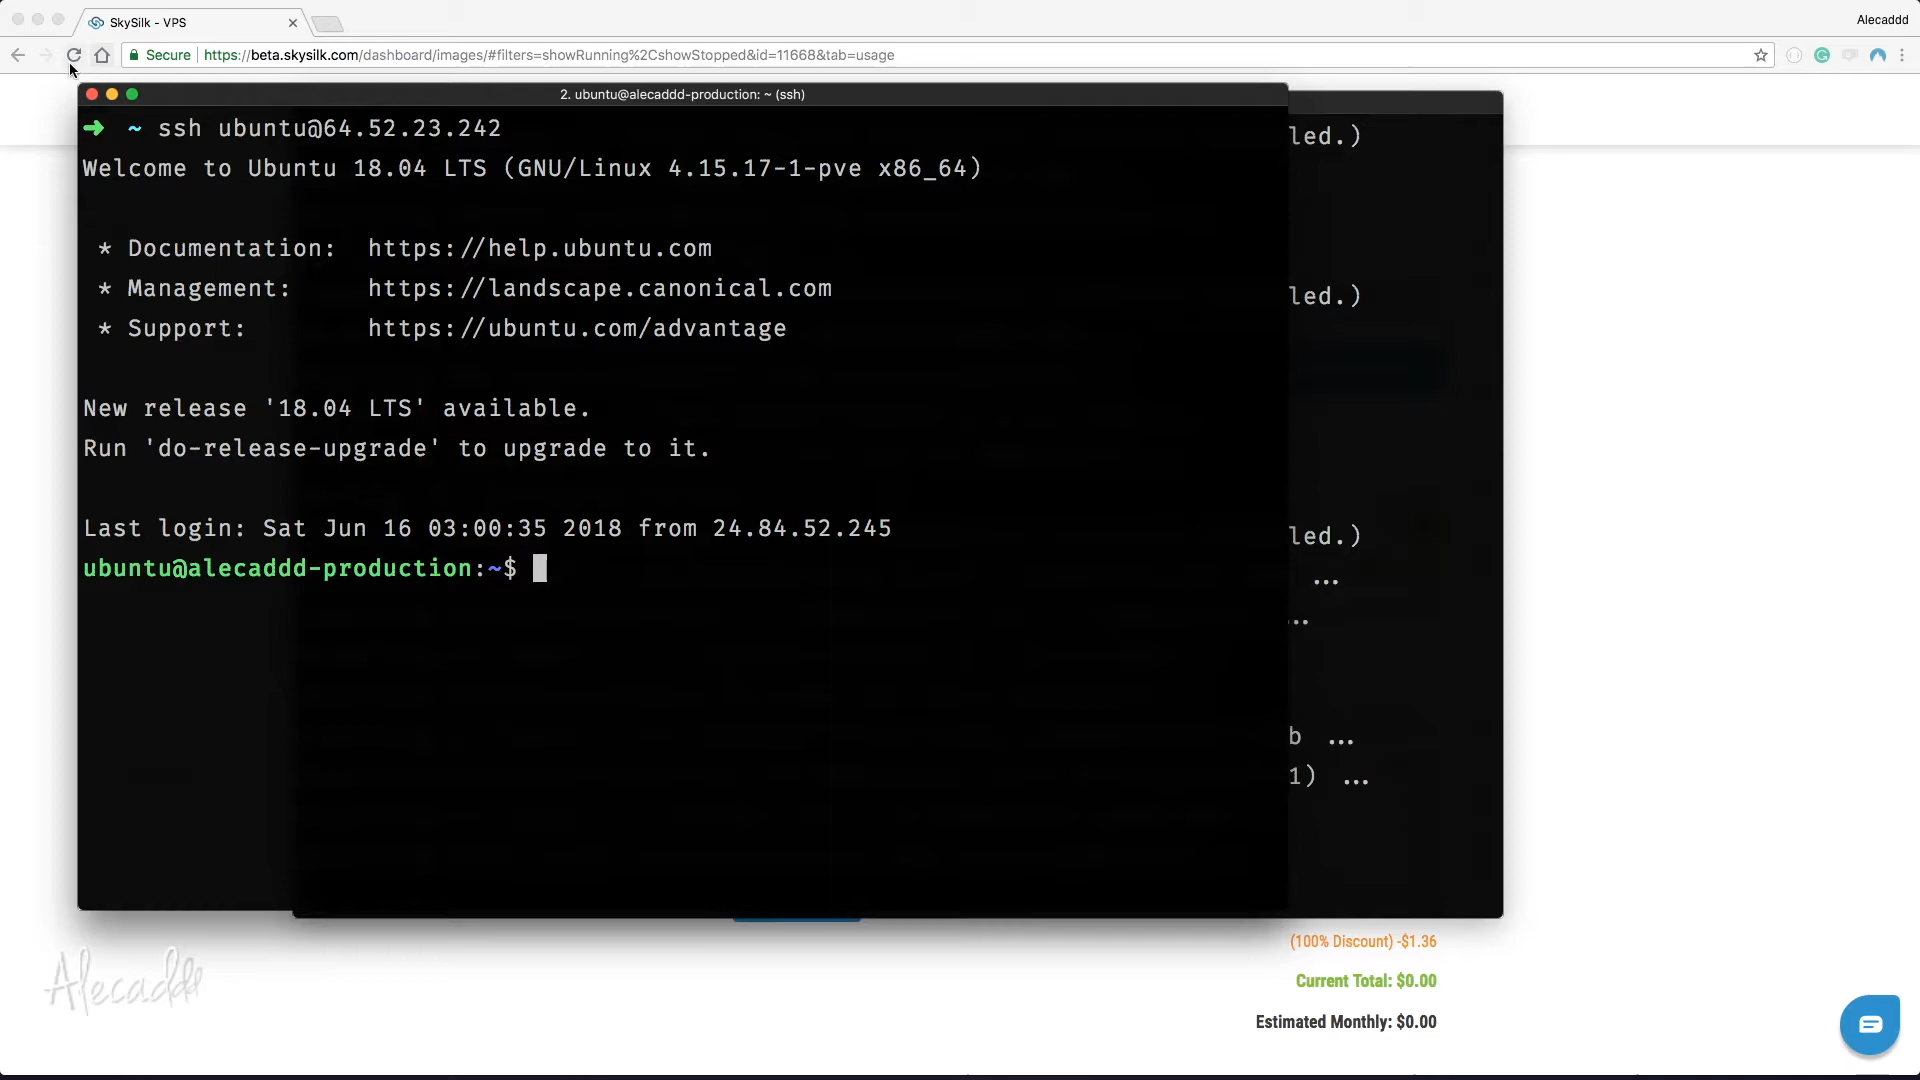 SkySilk - VPS
Alecaddd
Secure https://beta.skysilk.com/dashboard/images/#filters=showRunning%2CshowStopped&id=11668&tab=usage
2. ubuntu@alecaddd-production: ~ (ssh)
➜ ~ ssh ubuntu@64.52.23.242
Welcome to Ubuntu 18.04 LTS (GNU/Linux 4.15.17-1-pve x86_64)
* Documentation: https://help.ubuntu.com
* Management: https://landscape.canonical.com
* Support: https://ubuntu.com/advantage
New release '18.04 LTS' available.
Run 'do-release-upgrade' to upgrade to it.
Last login: Sat Jun 16 03:00:35 2018 from 24.84.52.245
ubuntu@alecaddd-production:~$
led.)
led.)
led.)
...
..
b ...
1) ...
(100% Discount) -$1.36
Current Total: $0.00
Estimated Monthly: $0.00
Alecaddd